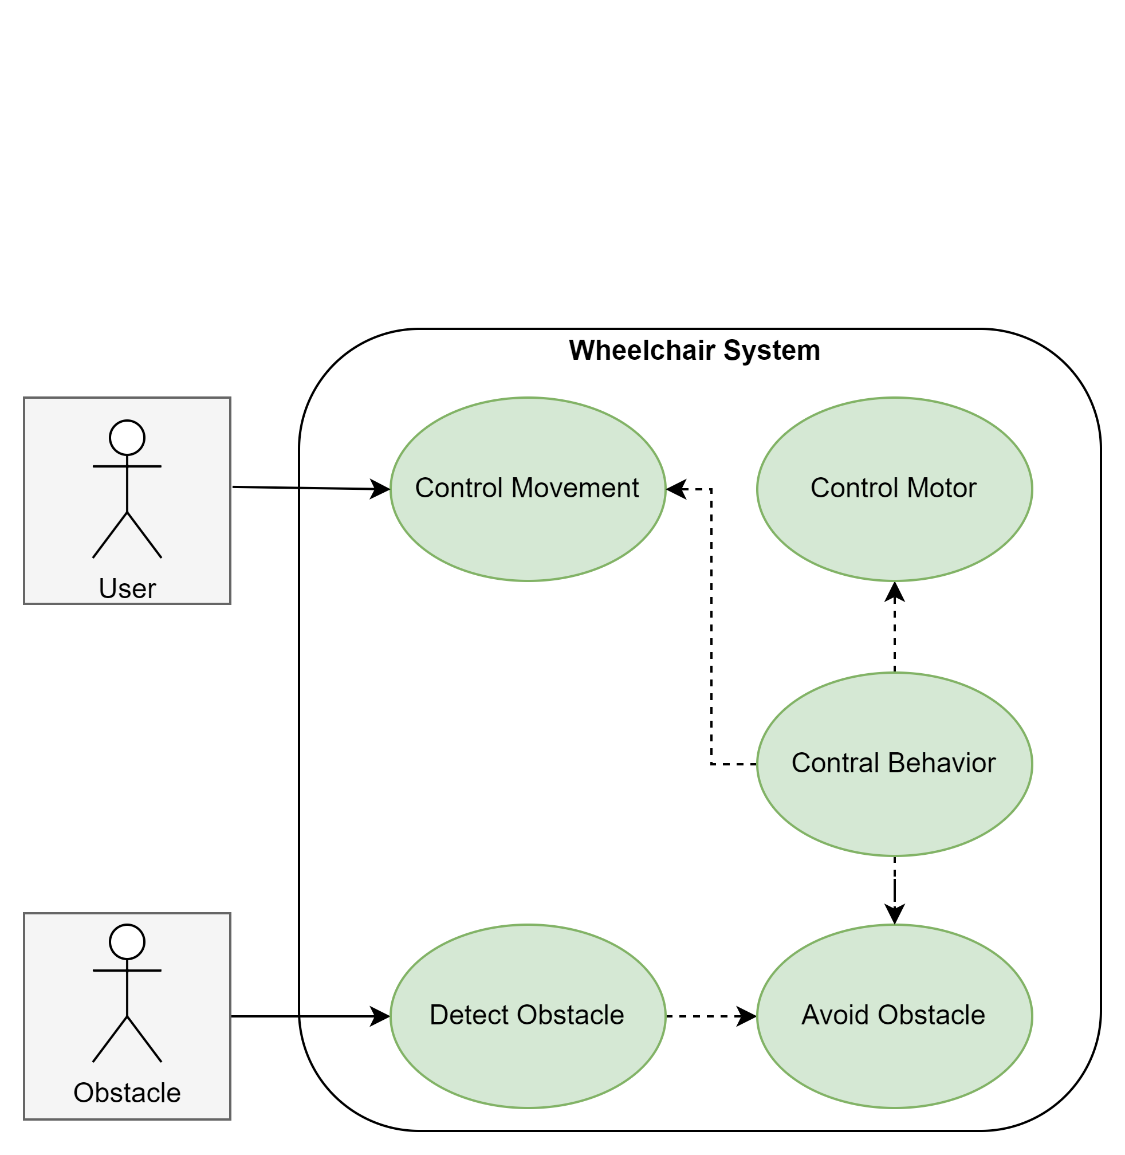 Wheelchair System
Control Movement
Control Motor
User
Contral Behavior
Detect Obstacle
Avoid Obstacle
Obstacle